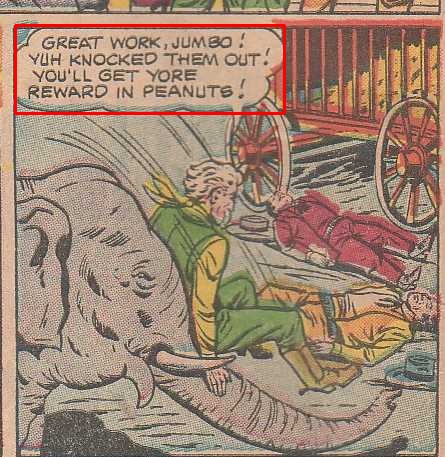 GREAT WORK, JUMBO!
YUH KNOCKED THEM OUT!
YOU'LL GET YORE
REWARD IN PEANUTS!